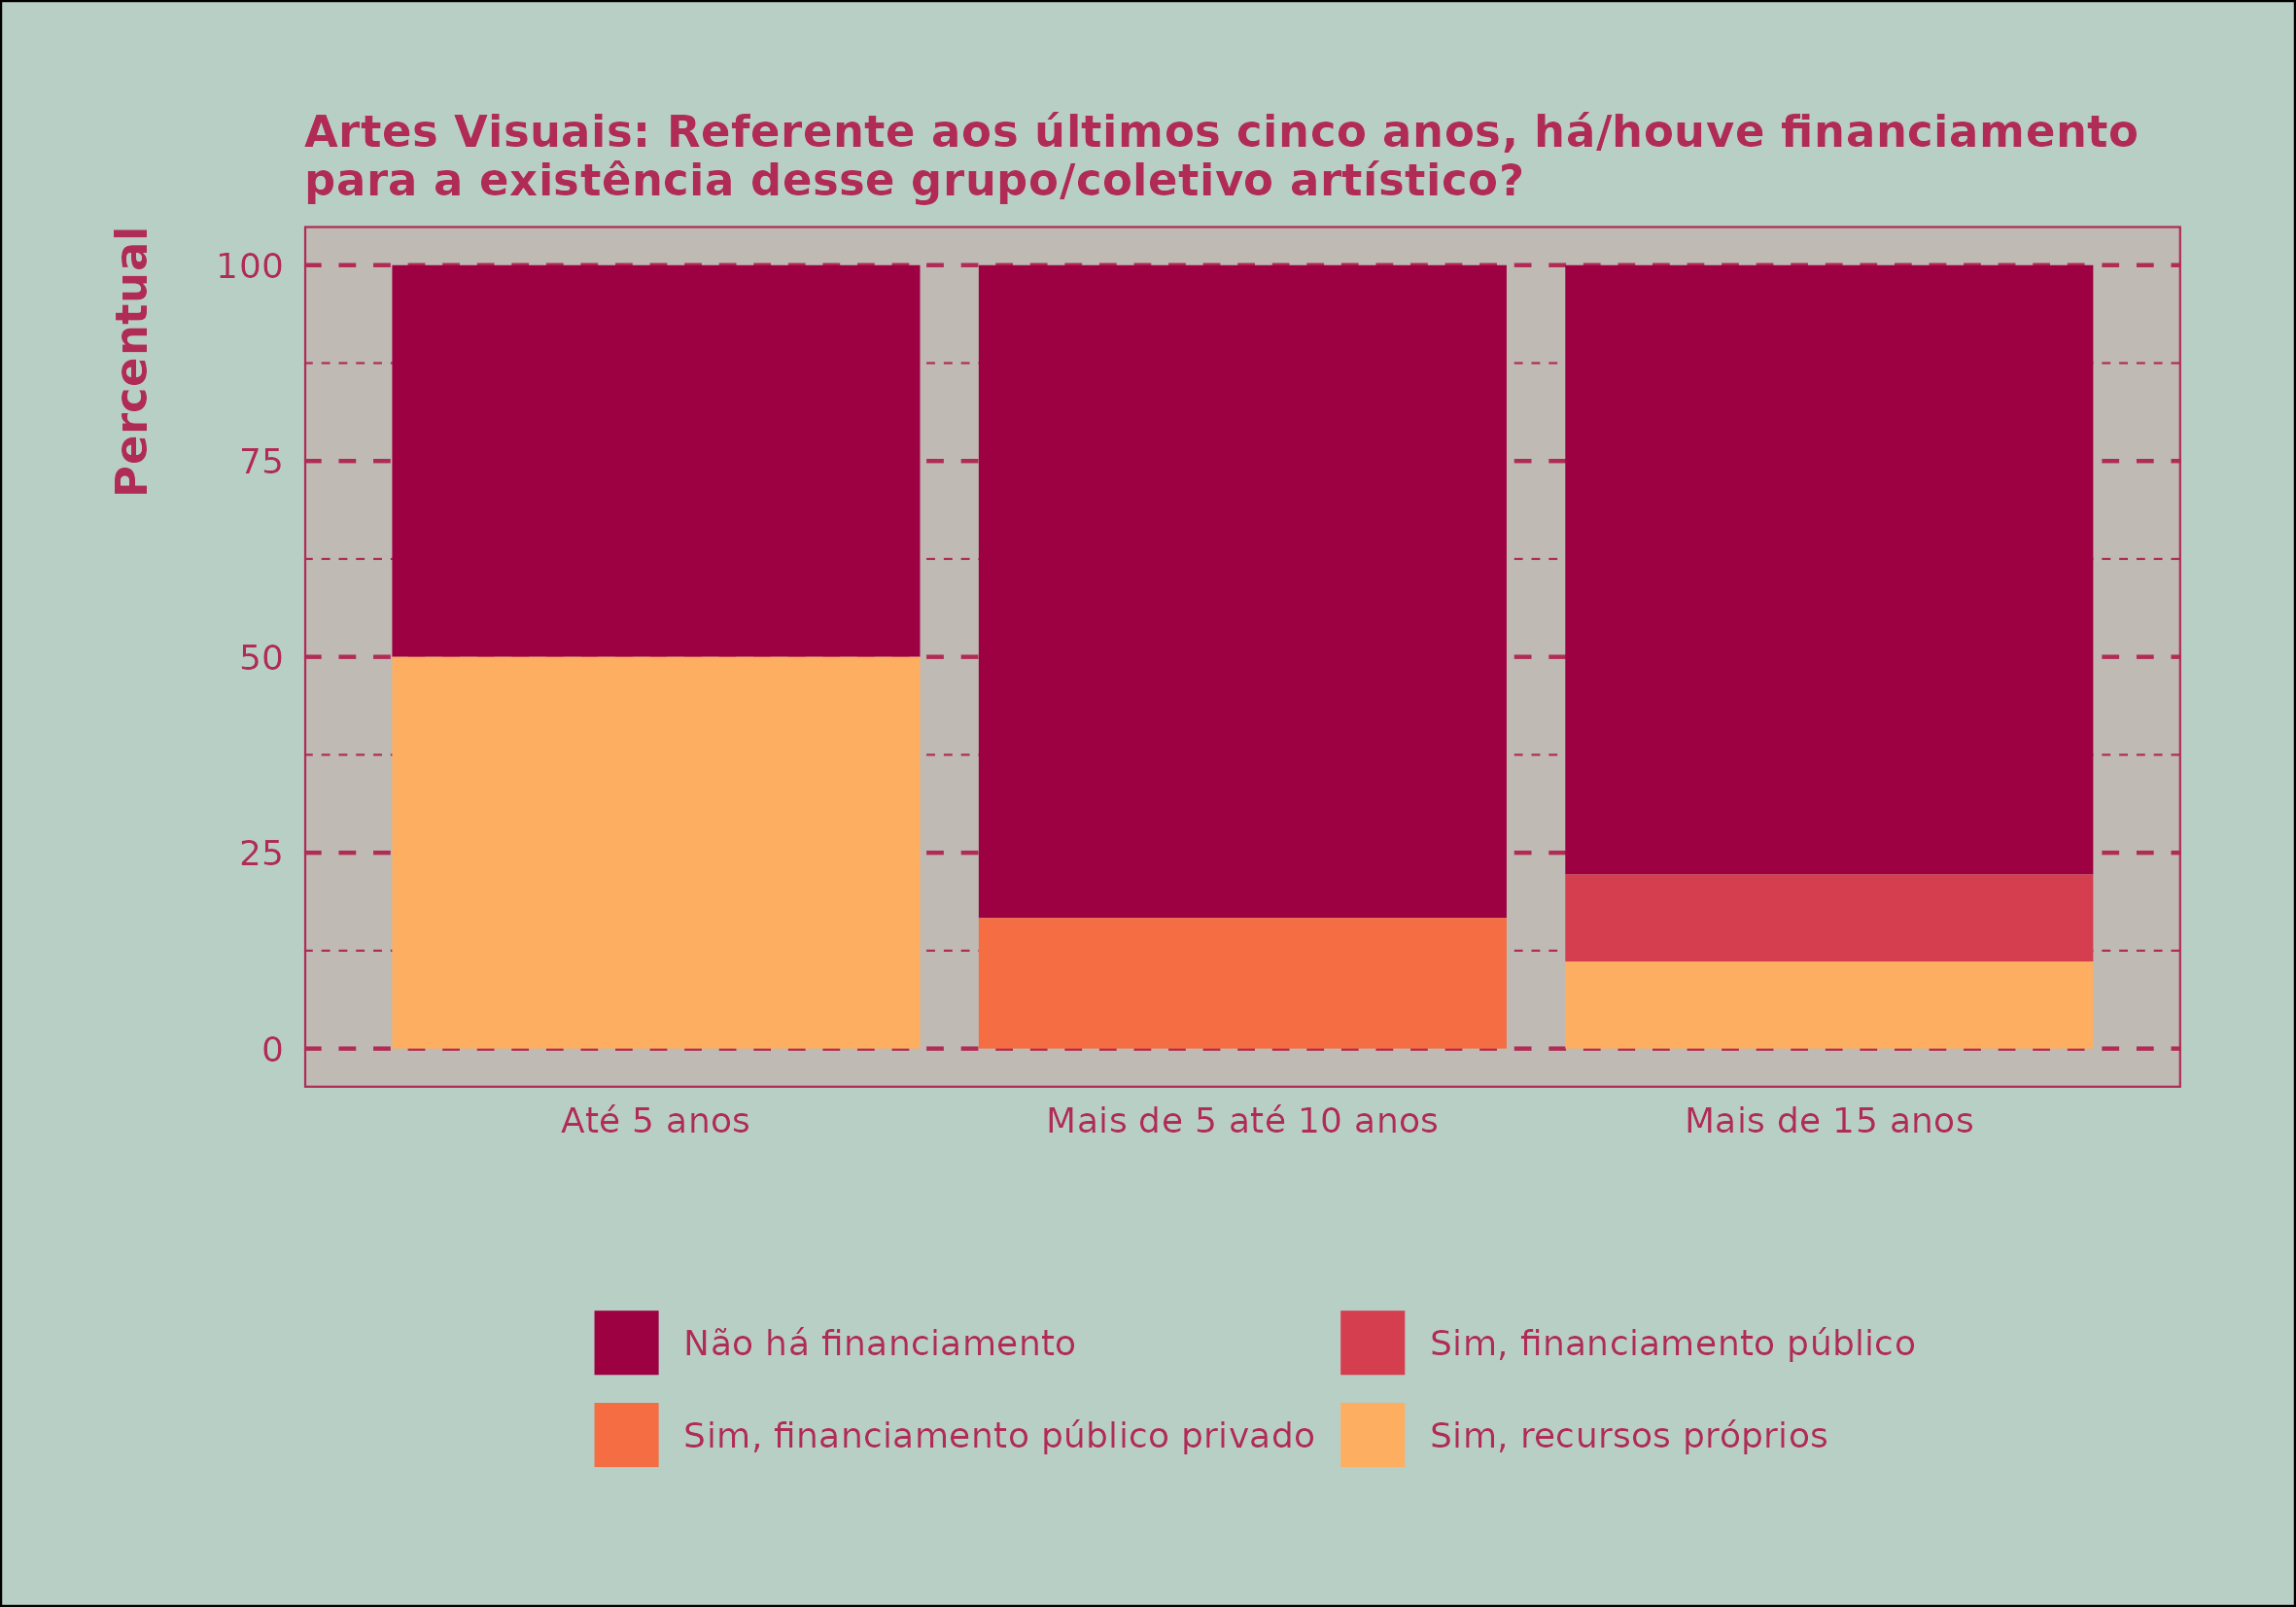 Artes Visuais: Referente aos últimos cinco anos, há/houve financiamento
para a existência desse grupo/coletivo artístico?
Percentual
100
75
50
25
0
Até 5 anos
Mais de 5 até 10 anos
Mais de 15 anos
Não há financiamento
Sim, financiamento público
Sim, financiamento público privado
Sim, recursos próprios